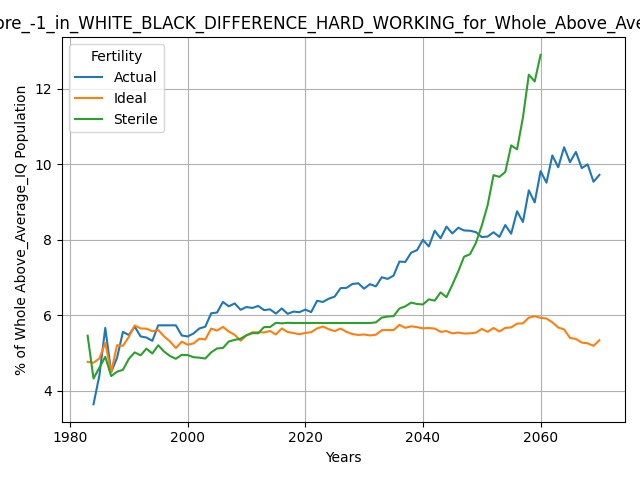 ore_-1_in_WHITE_BLACK_DIFFERENCE_HARD_WORKING_for_Whole_Above_Ave
Fertility
Actual
Ideal
Sterile
% of Whole Above_Average_IQ Population
12
10
8
6
4
1980
2000
2020
2040
2060
Years